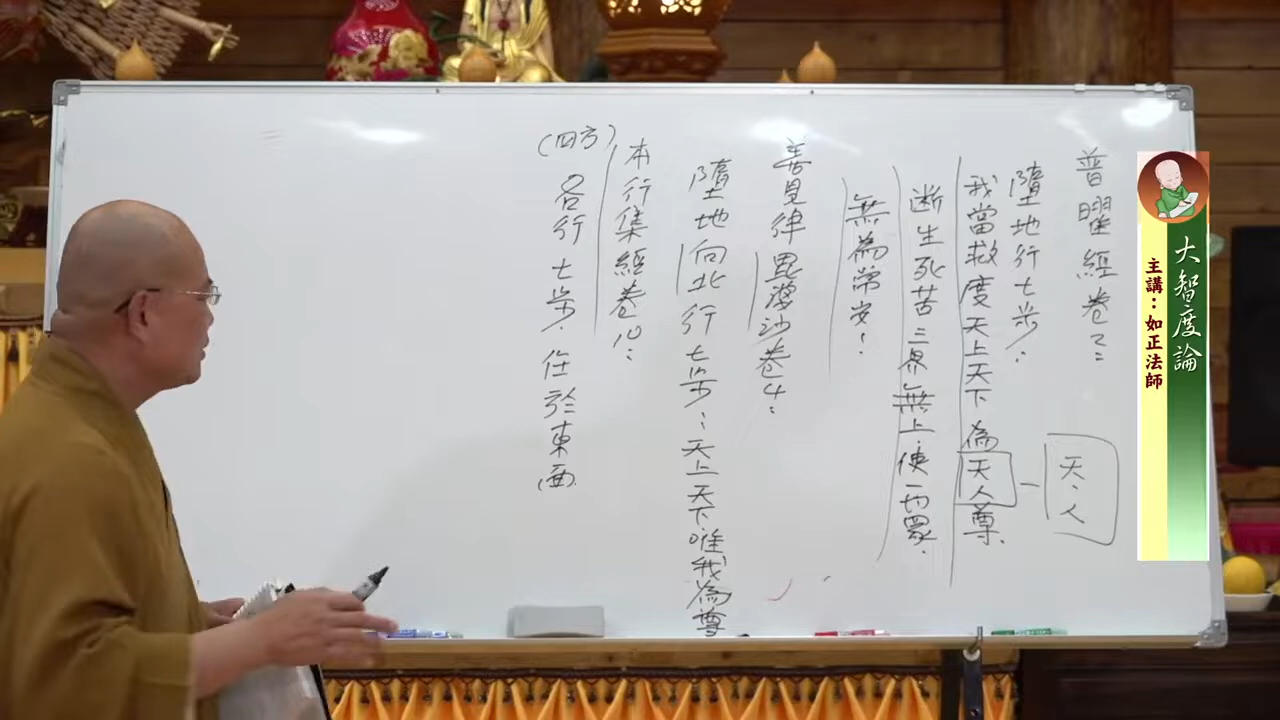 普曜經卷2:
墮地行七步:
我當救度天上天下為天人尊.
天、人
斷生死苦三界無上.使一切眾.
無為常安!
善見律毘婆沙卷4:
墮地向北行七步:天上天下唯我為尊
本行集經卷10:
(四方)
各行七步.任於東西.
大智度論
主講：如正法師